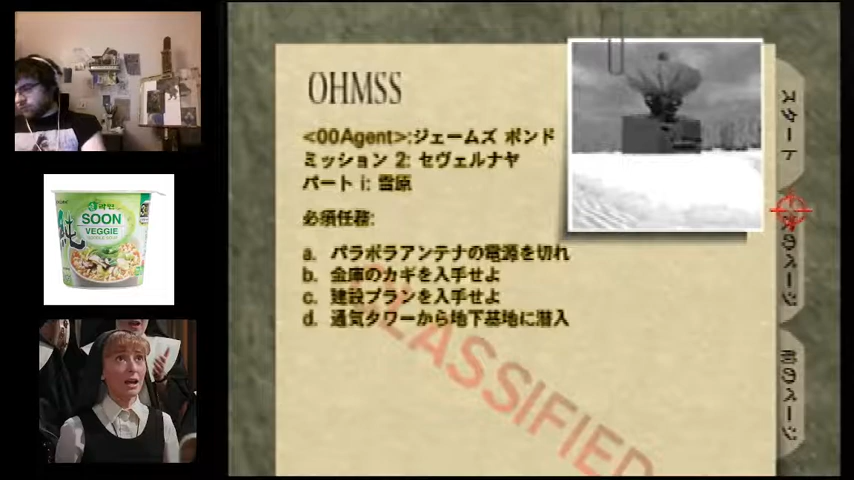 OHMSS
<00Agent>:ジェームズ ボンド
ミッション 2: セヴェルナヤ
パート i: 雪原
必須任務:
a. パラボラアンテナの電源を切れ
b. 金庫のカギを入手せよ
c. 建設プランを入手せよ
d. 通気タワーから地下基地に潜入
CLASSIFIED
スタート
次のページ
前のページ
SOON
VEGGIE
NOODLE SOUP